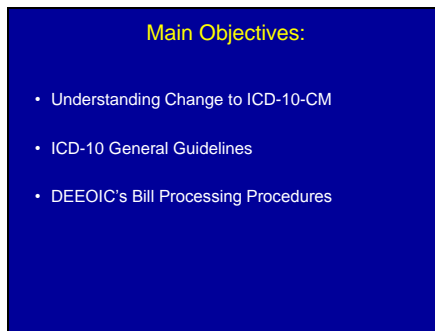 Main Objectives:
• Understanding Change to ICD-10-CM
• ICD-10 General Guidelines
• DEEOIC's Bill Processing Procedures